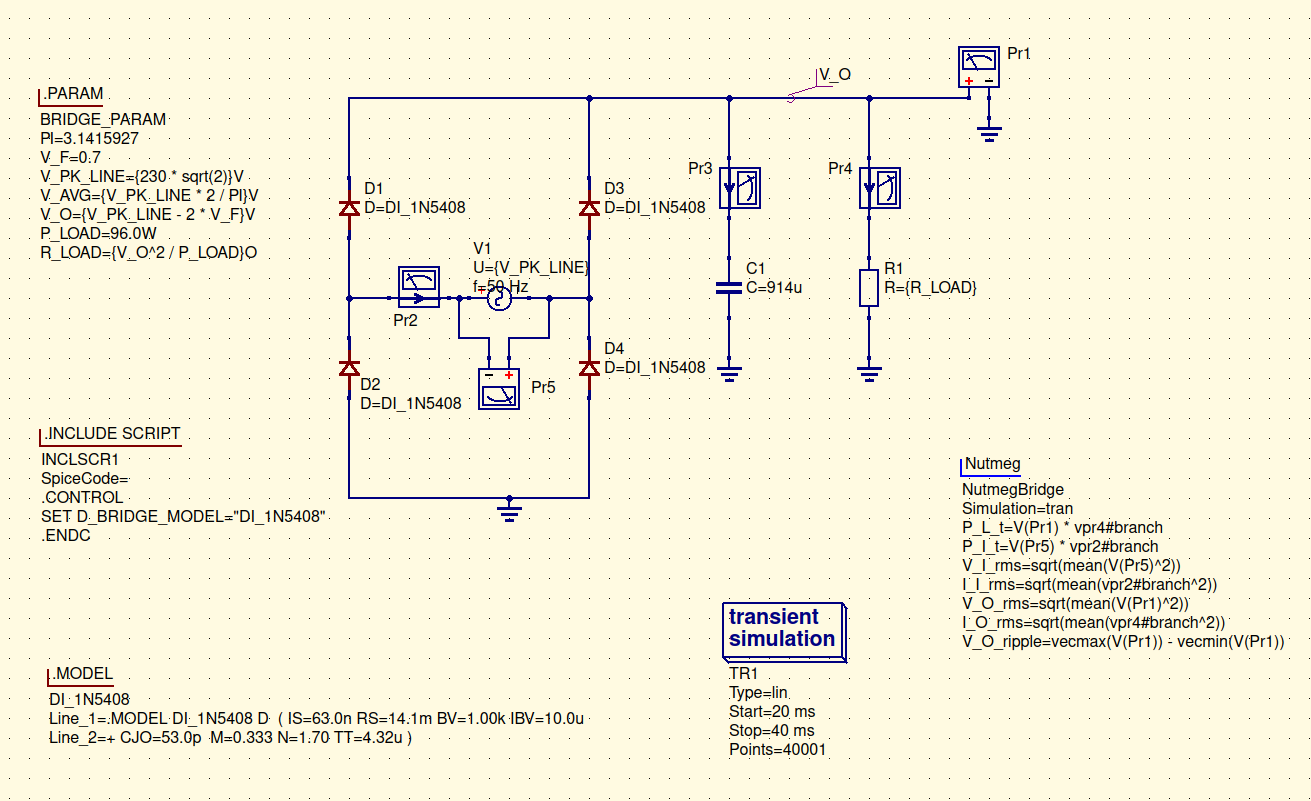 .PARAM
BRIDGE_PARAM
PI=3.1415927
V_F=0.7
V_PK_LINE={230 * sqrt(2)}V
V_AVG={V_PK_LINE * 2 / PI}V
V_O={V_PK_LINE - 2 * V_F}V
P_LOAD=96.0W
R_LOAD={V_O^2 / P_LOAD}O
V_O
Pr1
+ -
D1
D=DI_1N5408
D3
D=DI_1N5408
Pr3
Pr4
V1
U={V_PK_LINE}
f=50 Hz
+
Pr2
C1
C=914u
R1
R={R_LOAD}
D2
D=DI_1N5408
- +
Pr5
D4
D=DI_1N5408
.INCLUDE SCRIPT
INCLSCR1
SpiceCode=
.CONTROL
SET D_BRIDGE_MODEL="DI_1N5408"
.ENDC
Nutmeg
NutmegBridge
Simulation=tran
P_L_t=V(Pr1) * vpr4#branch
P_I_t=V(Pr5) * vpr2#branch
V_I_rms=sqrt(mean(V(Pr5)^2))
I_I_rms=sqrt(mean(vpr2#branch^2))
V_O_rms=sqrt(mean(V(Pr1)^2))
I_O_rms=sqrt(mean(vpr4#branch^2))
V_O_ripple=vecmax(V(Pr1)) - vecmin(V(Pr1))
transient
simulation
TR1
Type=lin
Start=20 ms
Stop=40 ms
Points=40001
.MODEL
DI_1N5408
Line_1=.MODEL DI_1N5408 D ( IS=63.0n RS=14.1m BV=1.00k IBV=10.0u
Line_2=+ CJO=53.0p M=0.333 N=1.70 TT=4.32u )